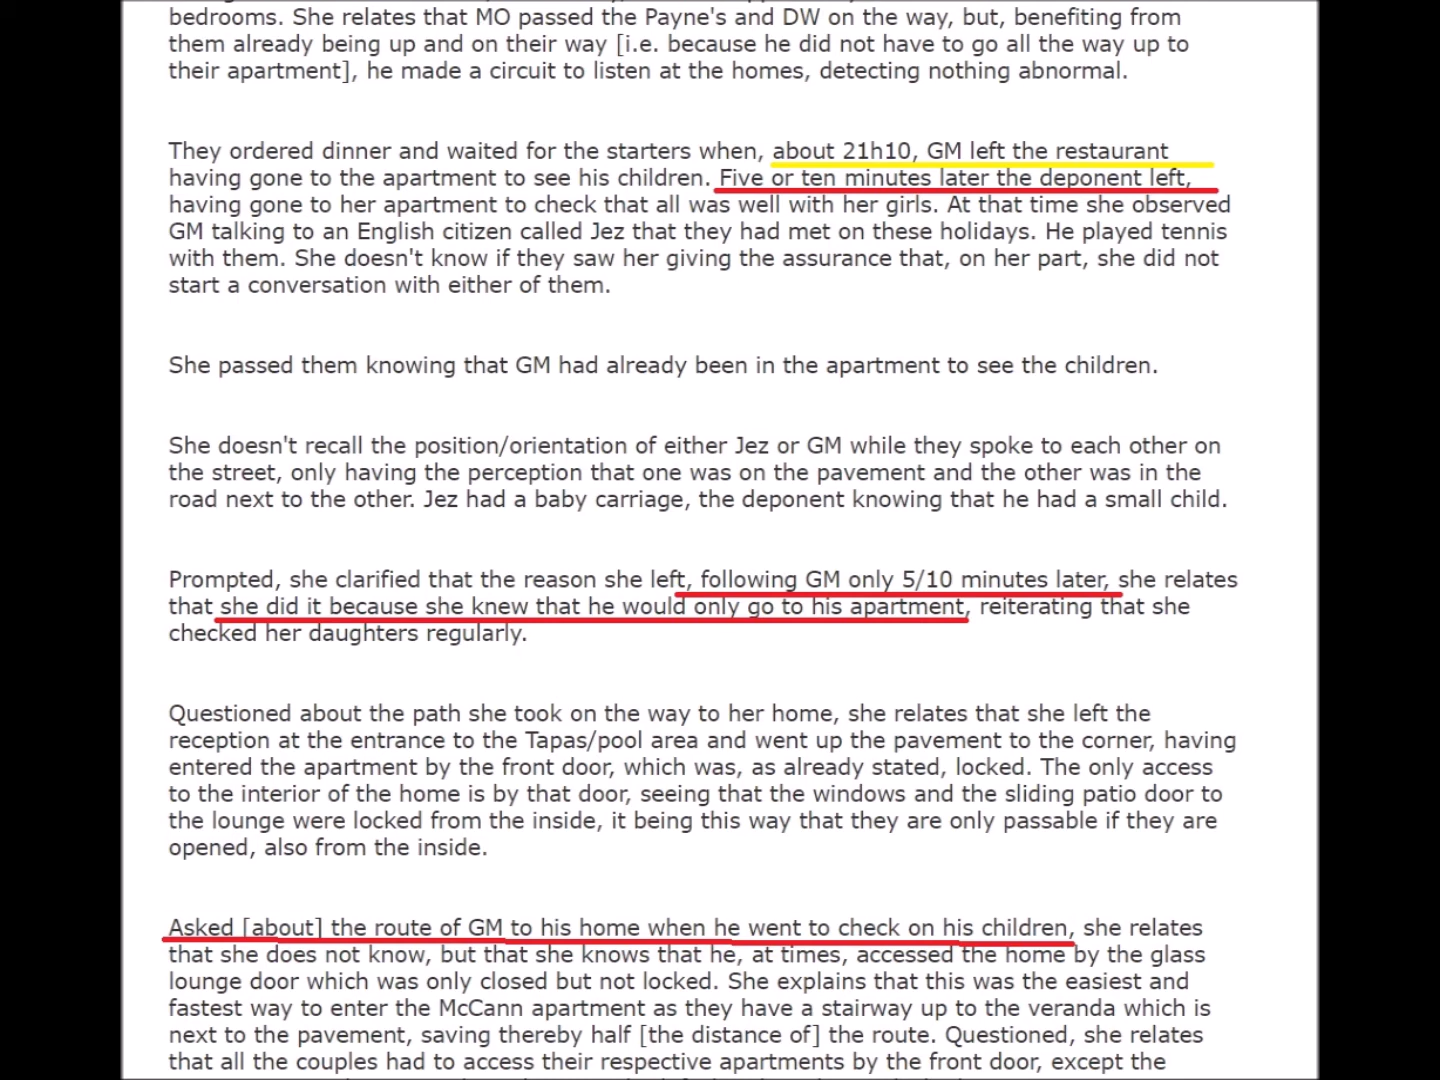 bedrooms. She relates that MO passed the Payne's and DW on the way, but, benefiting from
them already being up and on their way [i.e. because he did not have to go all the way up to
their apartment], he made a circuit to listen at the homes, detecting nothing abnormal.
They ordered dinner and waited for the starters when, about 21h10, GM left the restaurant
having gone to the apartment to see his children. Five or ten minutes later the deponent left,
having gone to her apartment to check that all was well with her girls. At that time she observed
GM talking to an English citizen called Jez that they had met on these holidays. He played tennis
with them. She doesn't know if they saw her giving the assurance that, on her part, she did not
start a conversation with either of them.
She passed them knowing that GM had already been in the apartment to see the children.
She doesn't recall the position/orientation of either Jez or GM while they spoke to each other on
the street, only having the perception that one was on the pavement and the other was in the
road next to the other. Jez had a baby carriage, the deponent knowing that he had a small child.
Prompted, she clarified that the reason she left, following GM only 5/10 minutes later, she relates
that she did it because she knew that he would only go to his apartment, reiterating that she
checked her daughters regularly.
Questioned about the path she took on the way to her home, she relates that she left the
reception at the entrance to the Tapas/pool area and went up the pavement to the corner, having
entered the apartment by the front door, which was, as already stated, locked. The only access
to the interior of the home is by that door, seeing that the windows and the sliding patio door to
the lounge were locked from the inside, it being this way that they are only passable if they are
opened, also from the inside.
Asked [about] the route of GM to his home when he went to check on his children, she relates
that she does not know, but that she knows that he, at times, accessed the home by the glass
lounge door which was only closed but not locked. She explains that this was the easiest and
fastest way to enter the McCann apartment as they have a stairway up to the veranda which is
next to the pavement, saving thereby half [the distance of] the route. Questioned, she relates
that all the couples had to access their respective apartments by the front door, except the